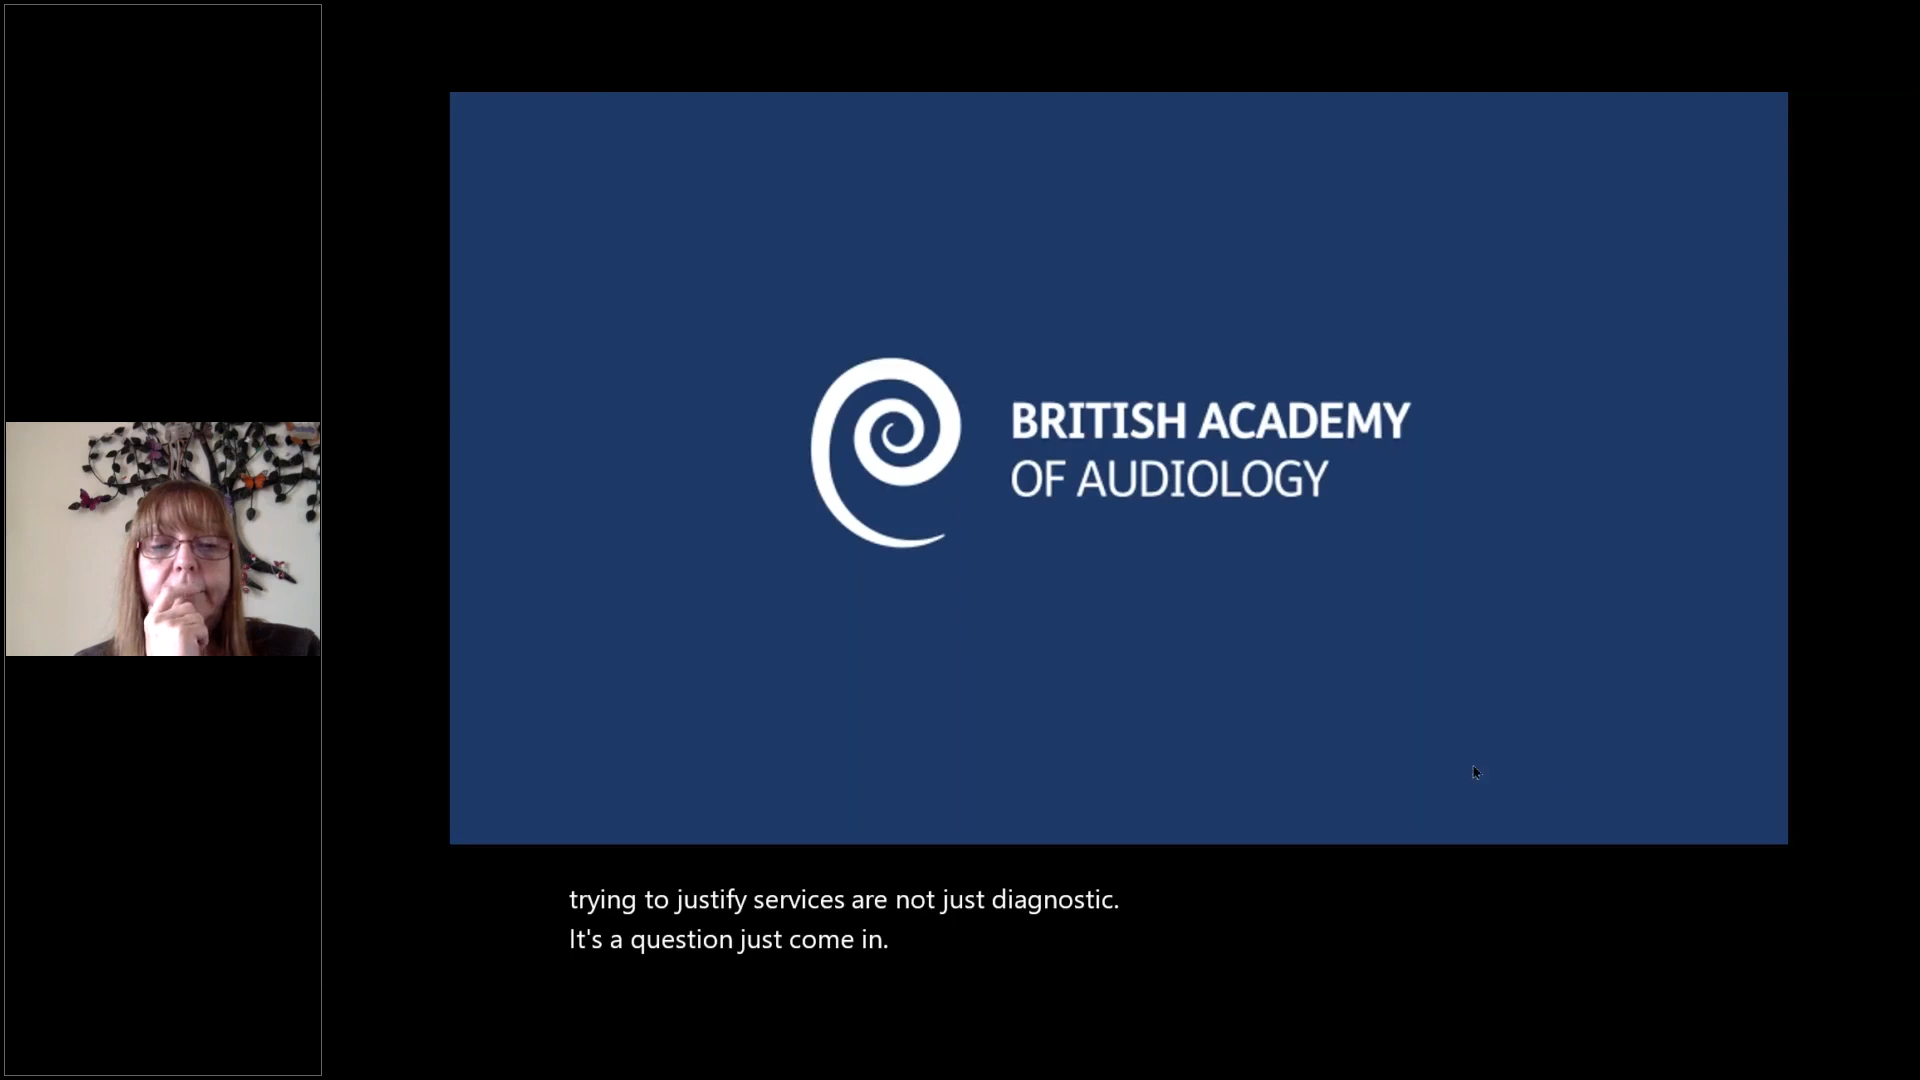 BRITISH ACADEMY
OF AUDIOLOGY
trying to justify services are not just diagnostic.
It's a question just come in.